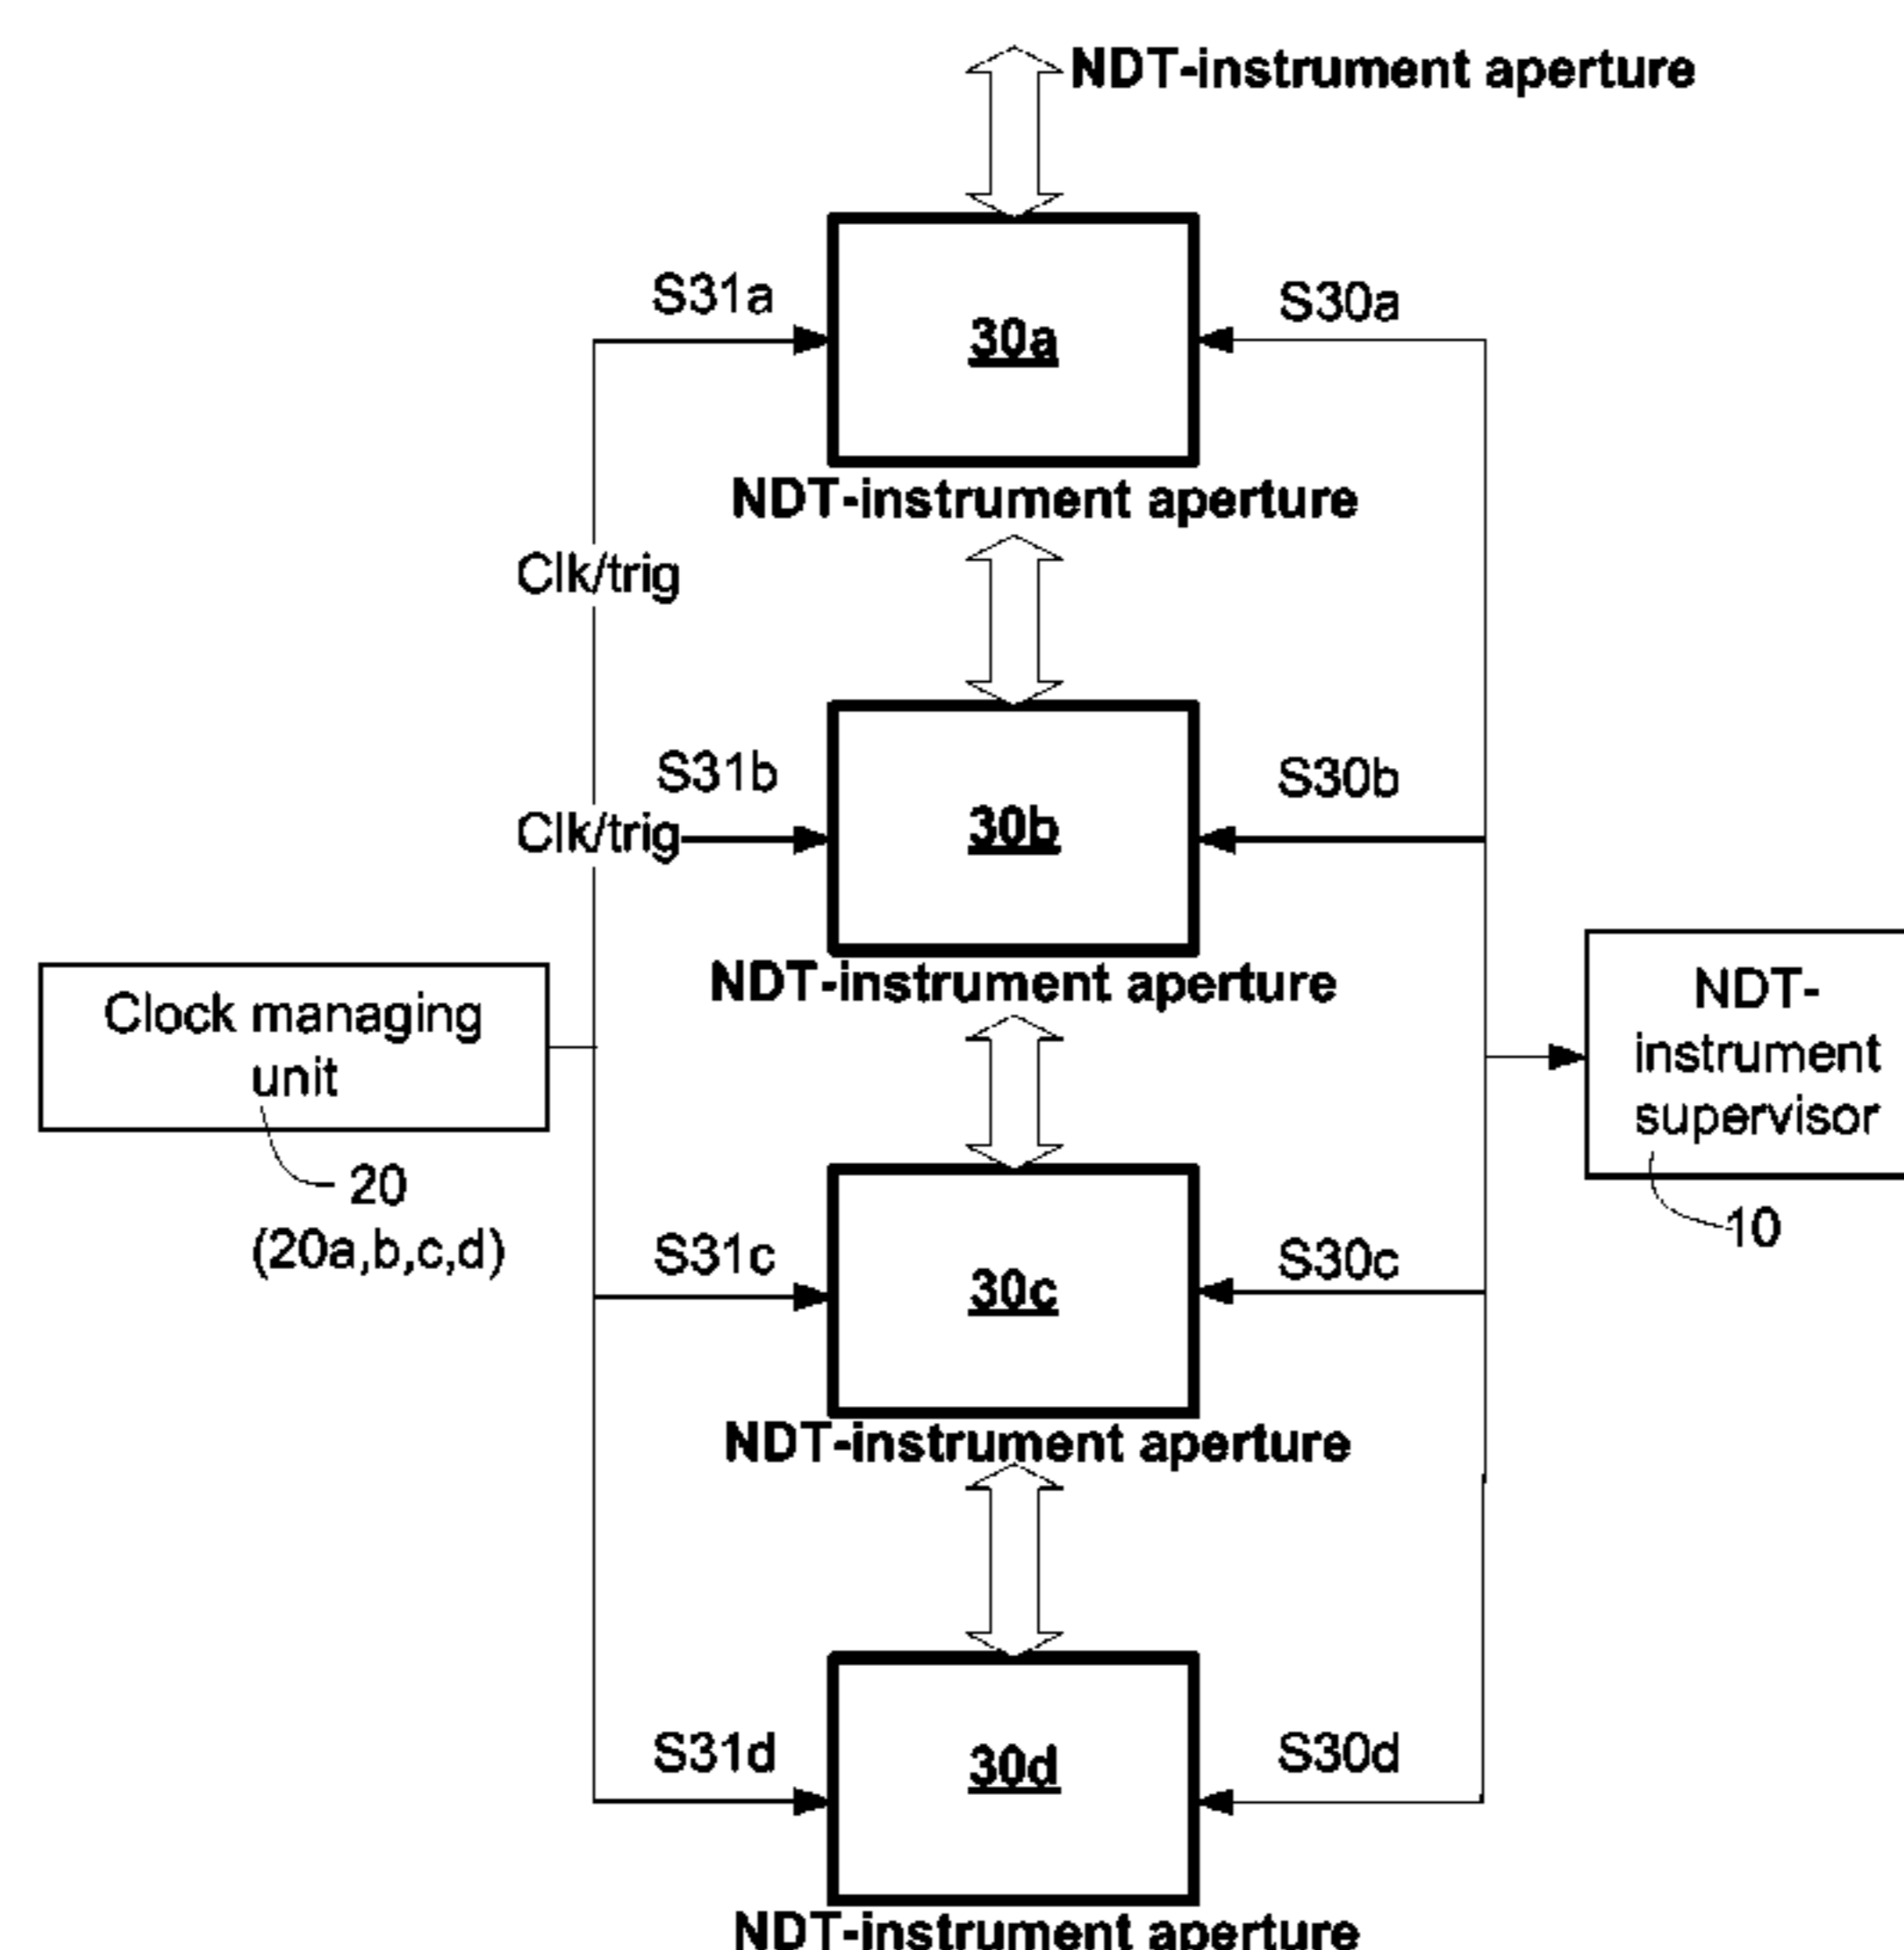 NDT-instrument aperture
S31a
30a
S30a
NDT-instrument aperture
Clk/trig
S31b
30b
S30b
Clk/trig
NDT-instrument aperture
Clock managing
unit
20
(20a,b,c,d)
NDT-
instrument
supervisor
10
S31c
30c
S30c
NDT-instrument aperture
S31d
30d
S30d
NDT-instrument aperture